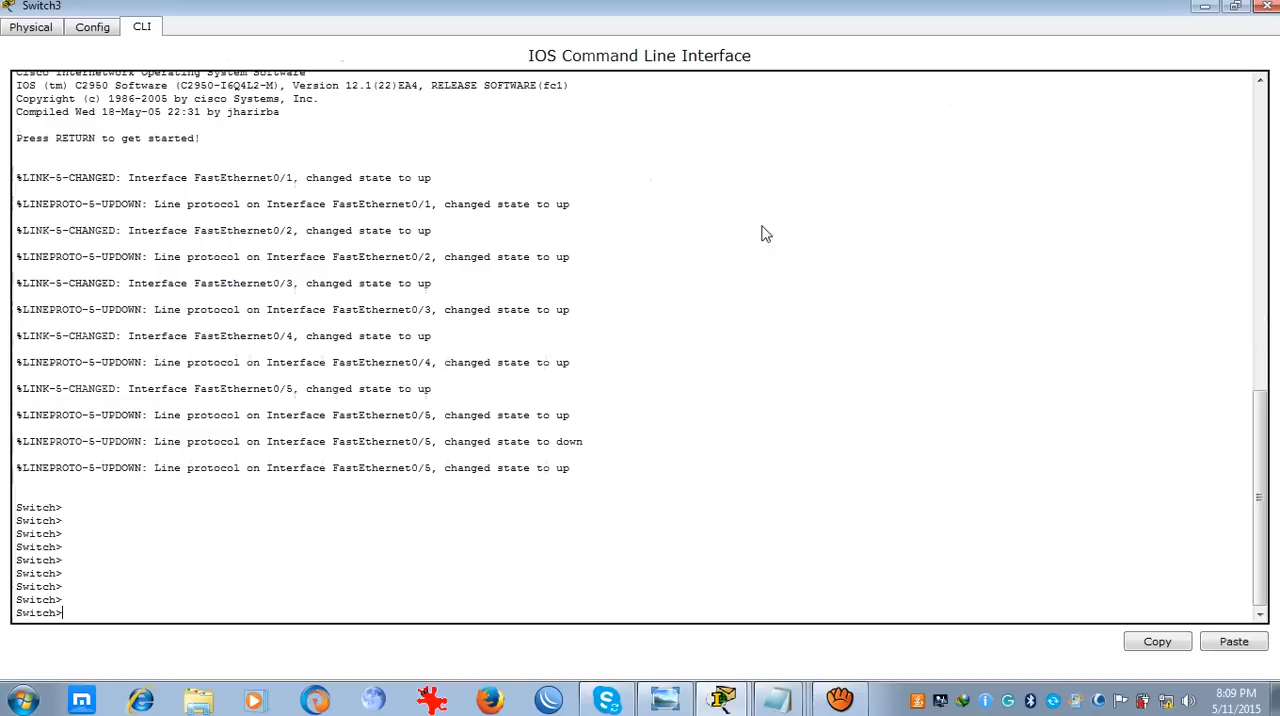 Switch3
Physical
Config
CLI
IOS Command Line Interface
Cisco Internetwork Operating System Software
IOS (tm) C2950 Software (C2950-I6Q4L2-M), Version 12.1(22)EA4, RELEASE SOFTWARE(fc1)
Copyright (c) 1986-2005 by cisco Systems, Inc.
Compiled Wed 18-May-05 22:31 by jharirba
Press RETURN to get started!
%LINK-5-CHANGED: Interface FastEthernet0/1, changed state to up
%LINEPROTO-5-UPDOWN: Line protocol on Interface FastEthernet0/1, changed state to up
%LINK-5-CHANGED: Interface FastEthernet0/2, changed state to up
%LINEPROTO-5-UPDOWN: Line protocol on Interface FastEthernet0/2, changed state to up
%LINK-5-CHANGED: Interface FastEthernet0/3, changed state to up
%LINEPROTO-5-UPDOWN: Line protocol on Interface FastEthernet0/3, changed state to up
%LINK-5-CHANGED: Interface FastEthernet0/4, changed state to up
%LINEPROTO-5-UPDOWN: Line protocol on Interface FastEthernet0/4, changed state to up
%LINK-5-CHANGED: Interface FastEthernet0/5, changed state to up
%LINEPROTO-5-UPDOWN: Line protocol on Interface FastEthernet0/5, changed state to up
%LINEPROTO-5-UPDOWN: Line protocol on Interface FastEthernet0/5, changed state to down
%LINEPROTO-5-UPDOWN: Line protocol on Interface FastEthernet0/5, changed state to up
Switch>
Switch>
Switch>
Switch>
Switch>
Switch>
Switch>
Switch>
Switch>
Copy
Paste
8:09 PM
5/11/2015